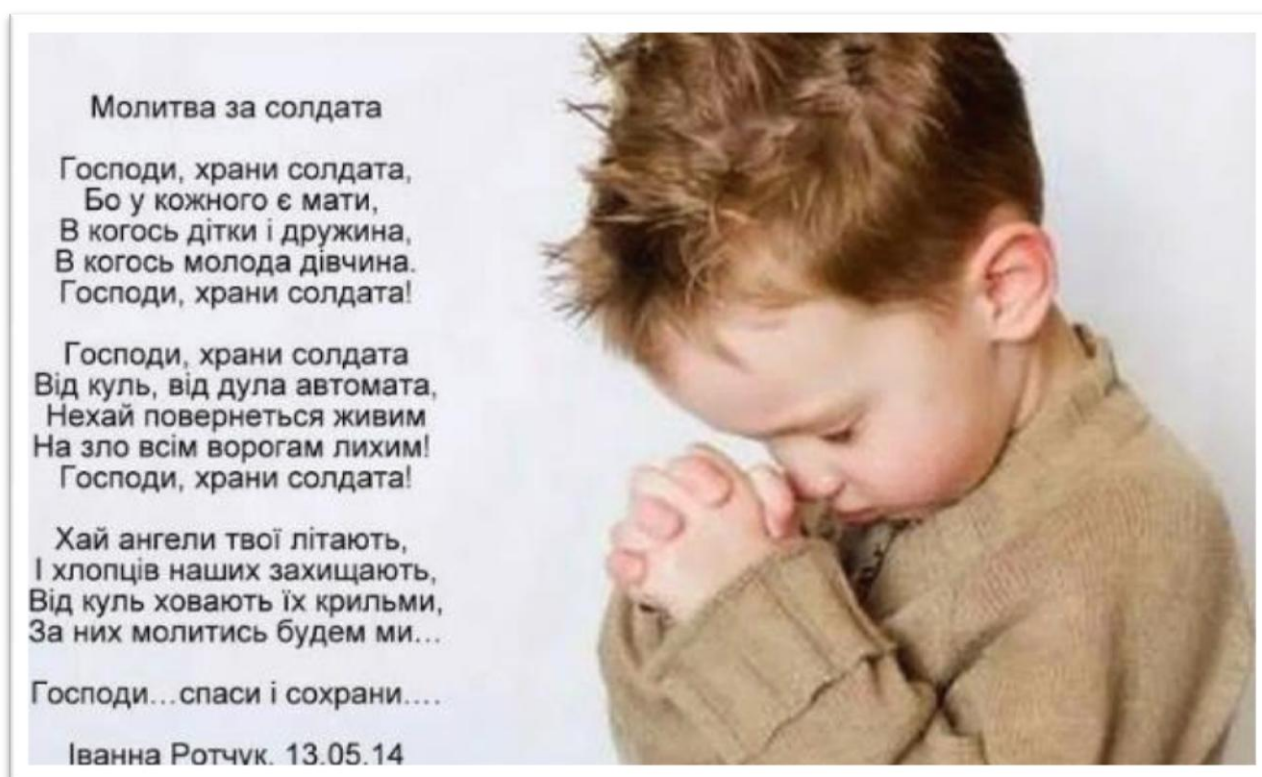 Молитва за солдата
Господи, храни солдата,
Бо у кожного є мати,
В когось дітки і дружина,
В когось молода дівчина.
Господи, храни солдата!
Господи, храни солдата
Від куль, від дула автомата,
Нехай повернеться живим
На зло всім ворогам лихим!
Господи, храни солдата!
Хай ангели твої літають,
І хлопців наших захищають,
Від куль ховають їх крильми,
За них молитись будем ми...
Господи...спаси і сохрани....
Іванна Ротчук. 13.05.14